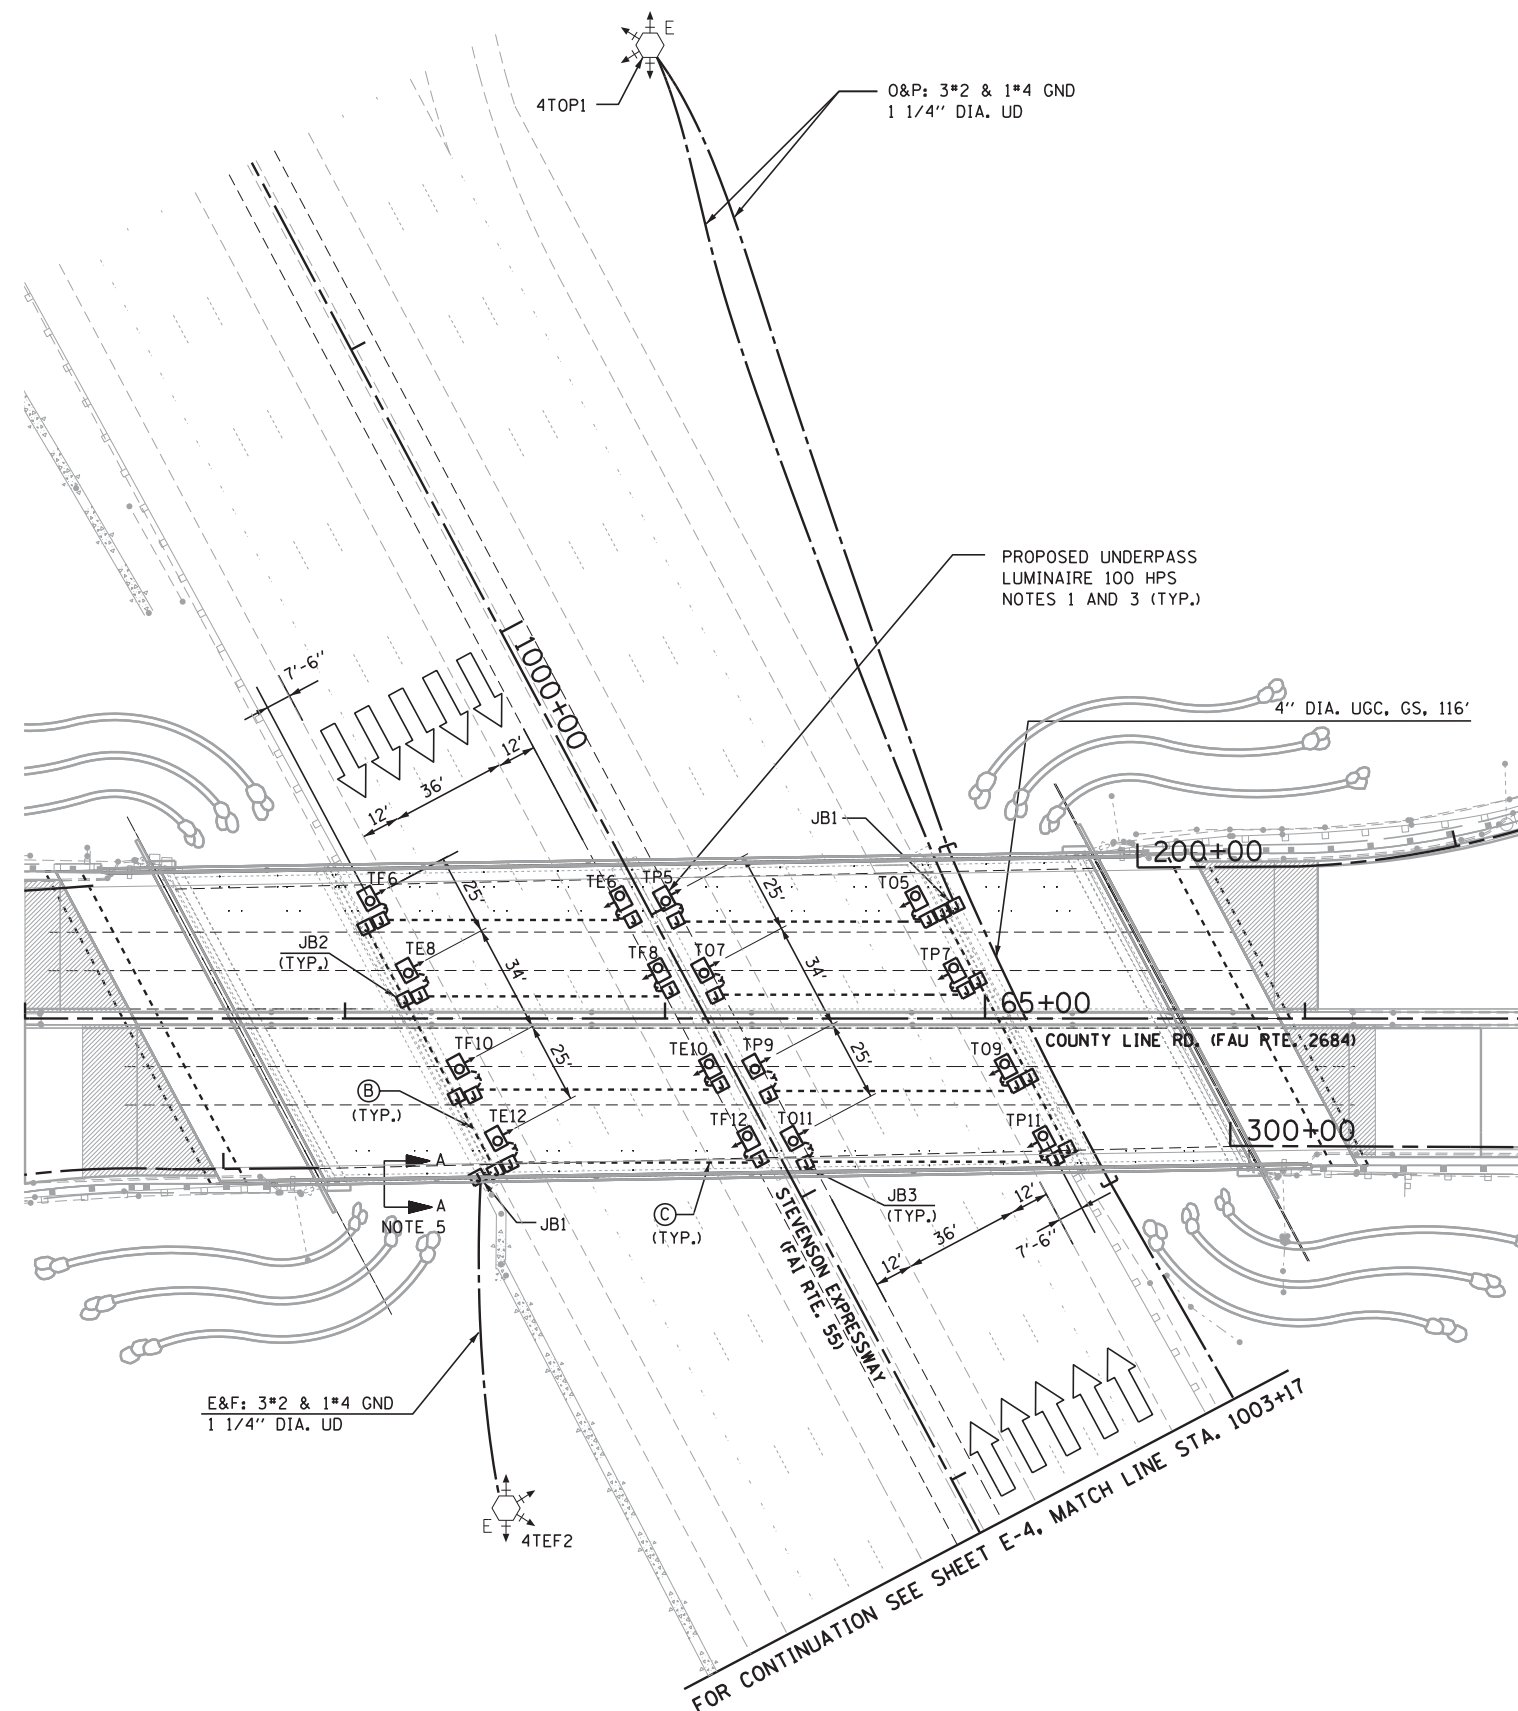 E
4TOP1
O&P: 3#2 & 1#4 GND
1 1/4" DIA. UD
PROPOSED UNDERPASS
LUMINAIRE 100 HPS
NOTES 1 AND 3 (TYP.)
7'-6"
1000+00
12'
36'
12'
4" DIA. UGC, GS, 116'
JB1
200+00
TF6
TE6
TP5
TO5
25'
25'
JB2
(TYP.)
TE8
TF8
TO7
TP7
34'
34'
65+00
COUNTY LINE RD. (FAU RTE. 2684)
TF10
TE10
TP9
TO9
25'
25'
B
(TYP.)
TE12
TF12
TO11
TP11
300+00
A
A
NOTE 5
JB1
C
(TYP.)
JB3
(TYP.)
12'
36'
12'
7'-6"
STEVENSON EXPRESSWAY
(FAI RTE. 55)
E&F: 3#2 & 1#4 GND
1 1/4" DIA. UD
E
4TEF2
FOR CONTINUATION SEE SHEET E-4, MATCH LINE STA. 1003+17